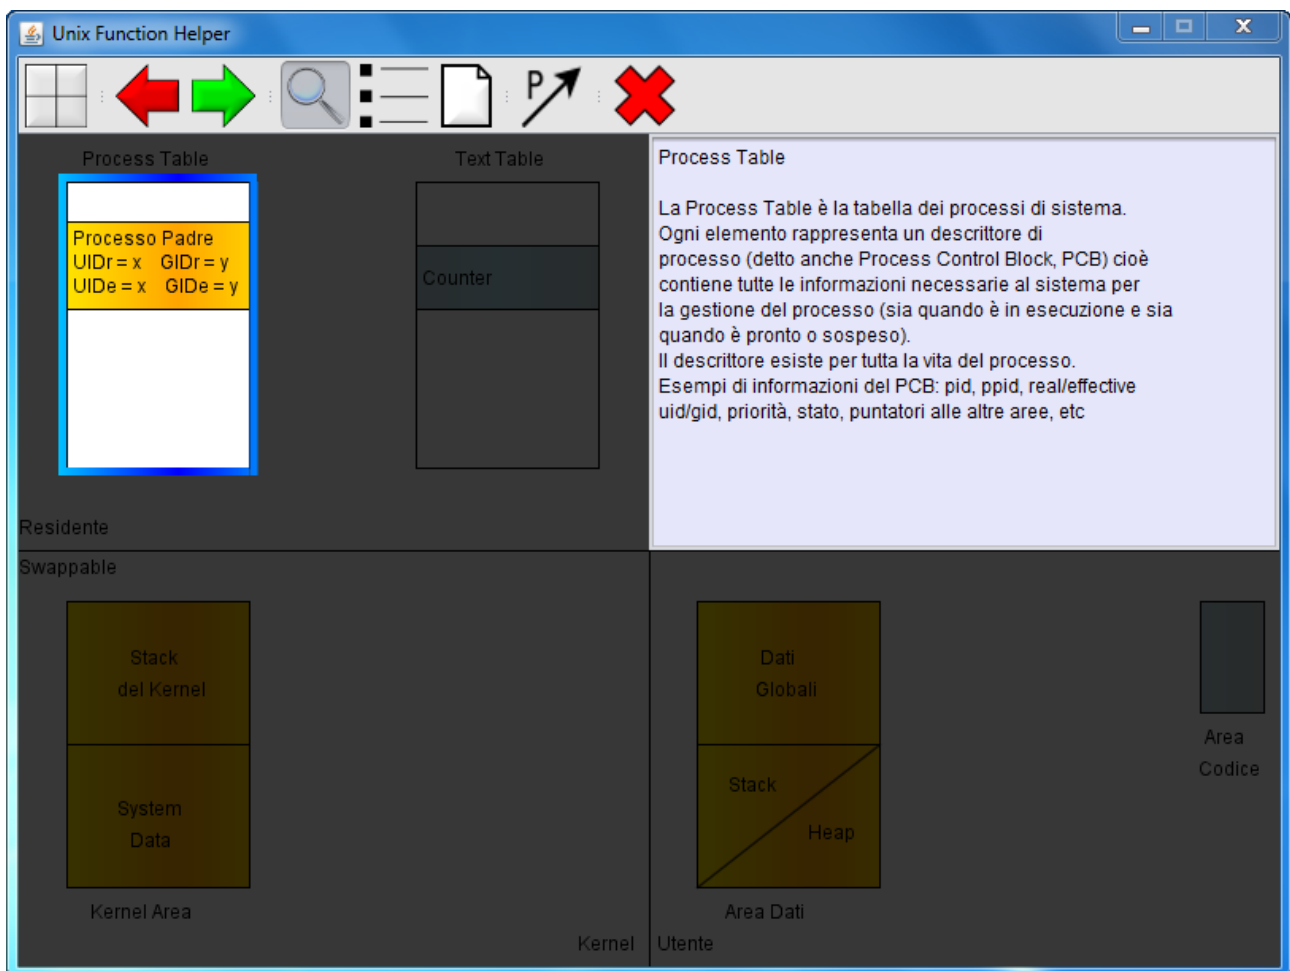 Unix Function Helper
P
Process Table
Text Table
Processo Padre
UIDr = x GIDr = y
UIDe = x GIDe = y
Counter
Residente
Process Table
La Process Table è la tabella dei processi di sistema.
Ogni elemento rappresenta un descrittore di
processo (detto anche Process Control Block, PCB) cioè
contiene tutte le informazioni necessarie al sistema per
la gestione del processo (sia quando è in esecuzione e sia
quando è pronto o sospeso).
Il descrittore esiste per tutta la vita del processo.
Esempi di informazioni del PCB: pid, ppid, real/effective
uid/gid, priorità, stato, puntatori alle altre aree, etc
Swappable
Stack
del Kernel
System
Data
Kernel Area
Kernel
Dati
Globali
Stack
Heap
Area Dati
Utente
Area
Codice